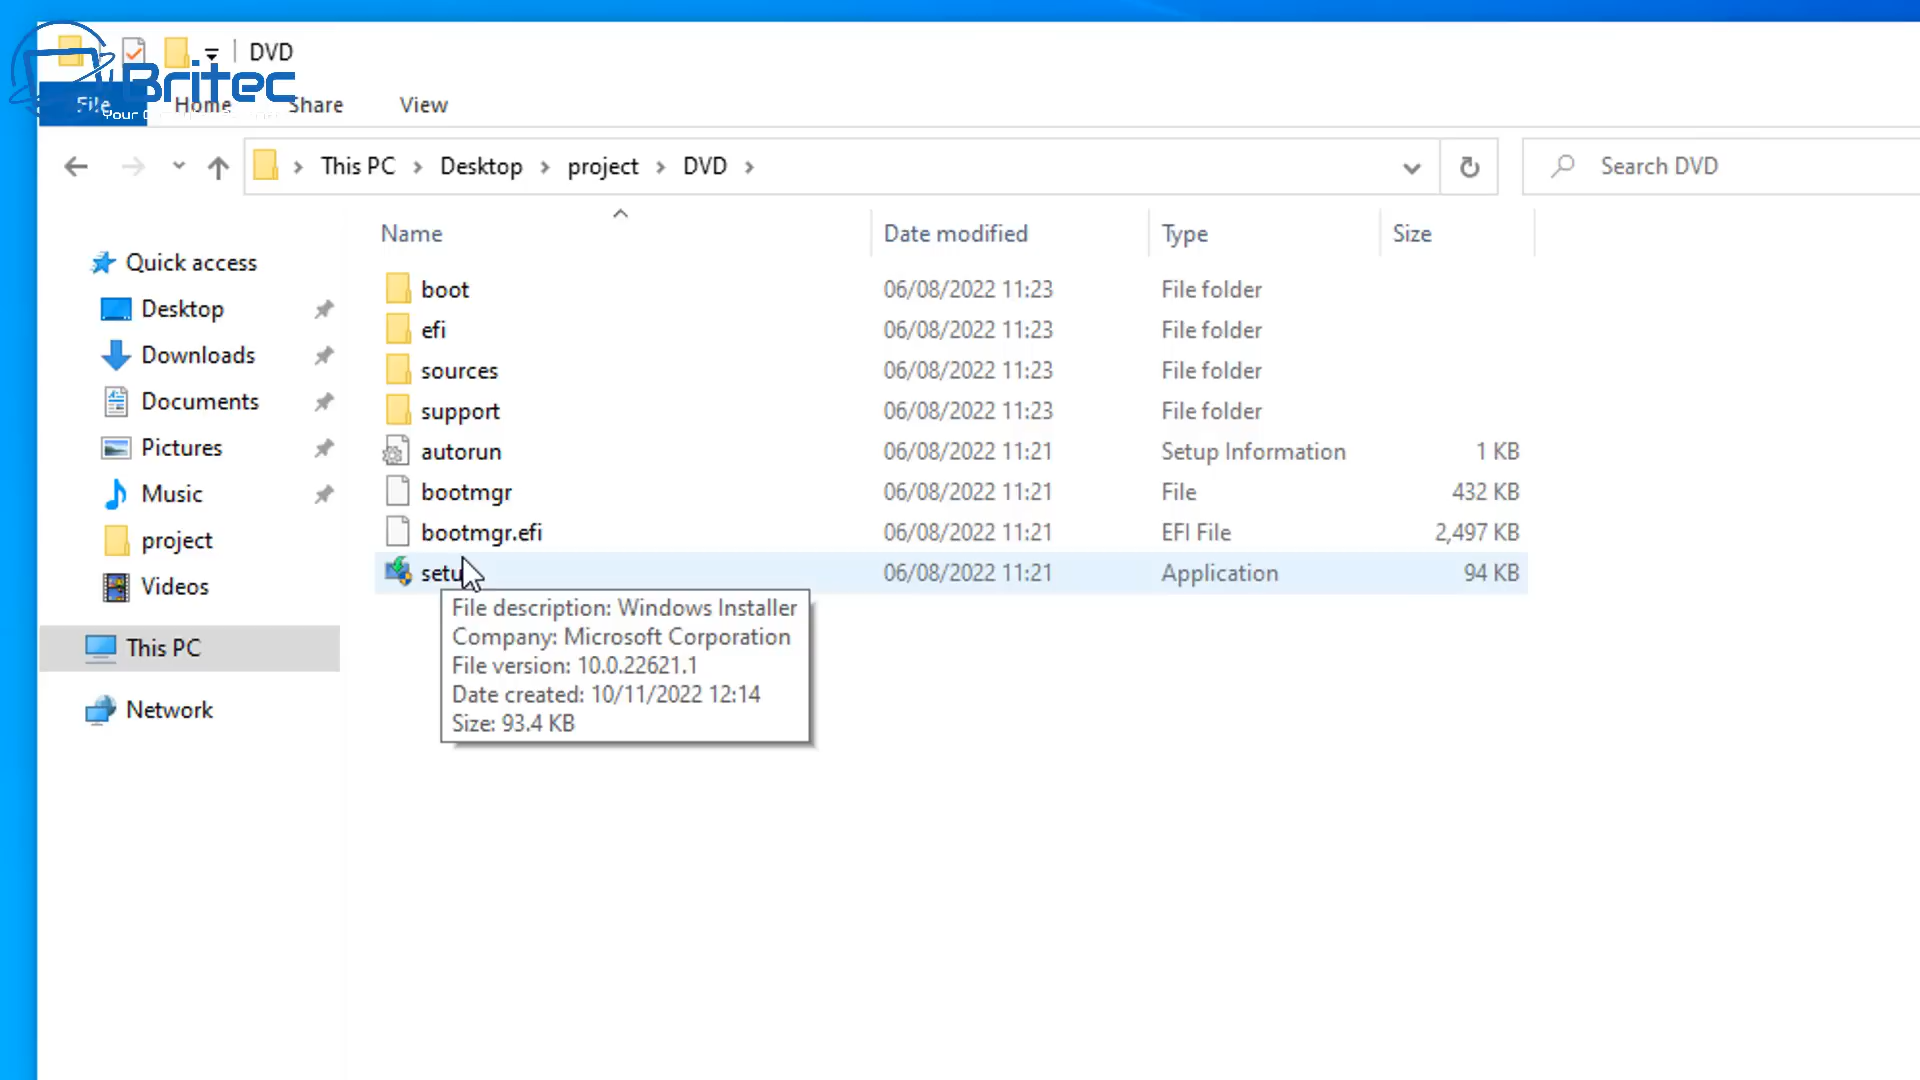 DVD
Britec
Your
File Home Share View
This PC Desktop project DVD
Search DVD
Name Date modified Type Size
Quick access
Desktop
Downloads
Documents
Pictures
Music
project
Videos
This PC
Network
boot 06/08/2022 11:23 File folder
efi 06/08/2022 11:23 File folder
sources 06/08/2022 11:23 File folder
support 06/08/2022 11:23 File folder
autorun 06/08/2022 11:21 Setup Information 1 KB
bootmgr 06/08/2022 11:21 File 432 KB
bootmgr.efi 06/08/2022 11:21 EFI File 2,497 KB
setu 06/08/2022 11:21 Application 94 KB
File description: Windows Installer
Company: Microsoft Corporation
File version: 10.0.22621.1
Date created: 10/11/2022 12:14
Size: 93.4 KB